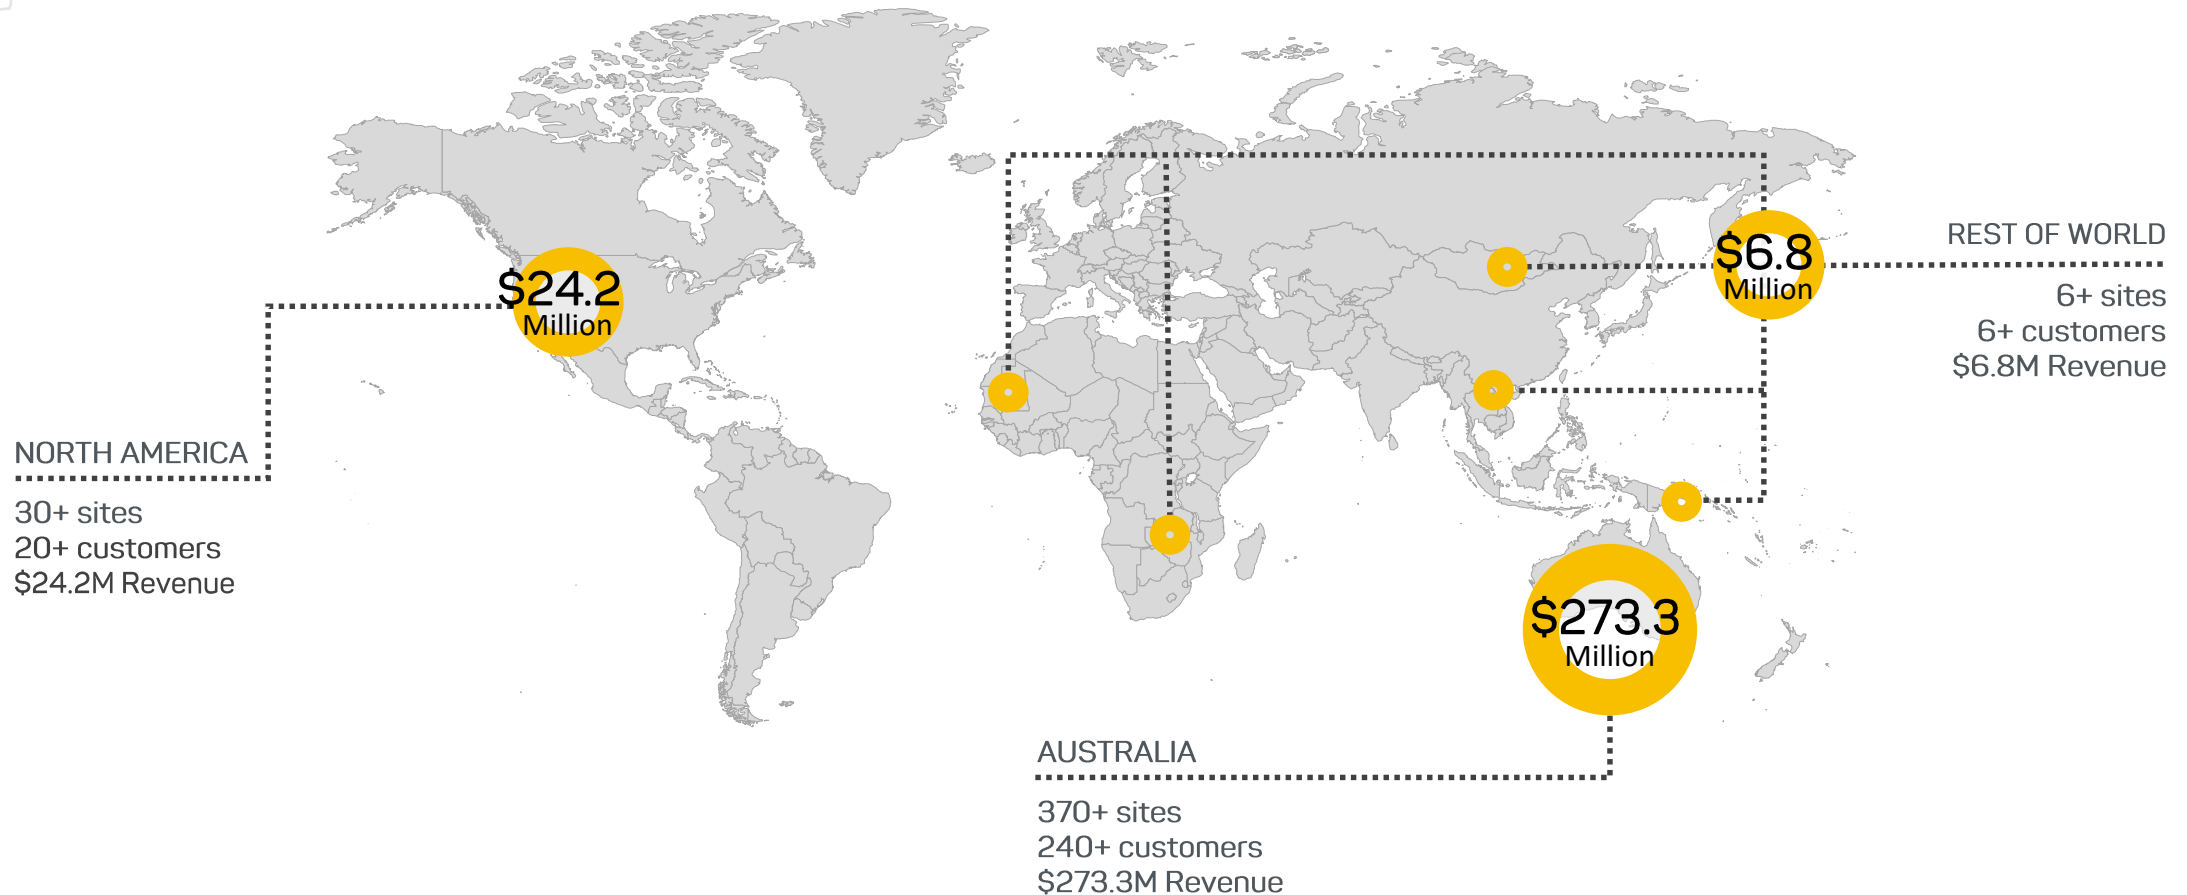 $24.2
Million
NORTH AMERICA
30+ sites
20+ customers
$24.2M Revenue
$6.8
Million
REST OF WORLD
6+ sites
6+ customers
$6.8M Revenue
$273.3
Million
AUSTRALIA
370+ sites
240+ customers
$273.3M Revenue